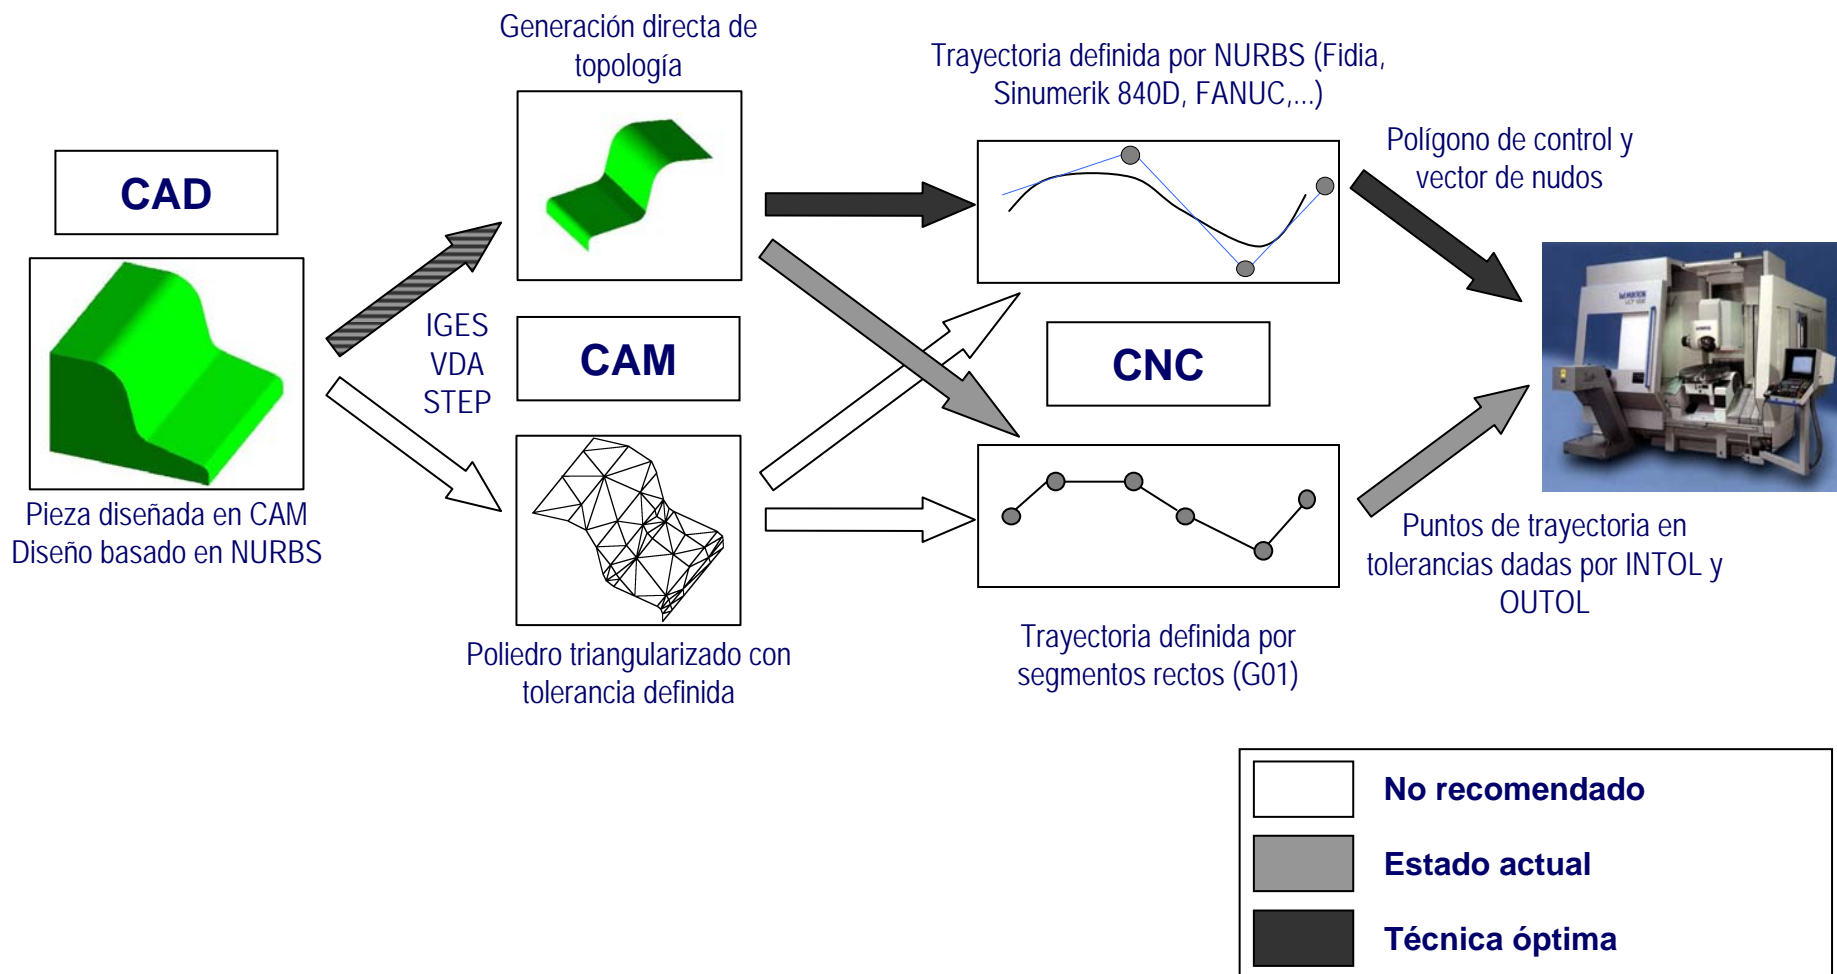 Generación directa de
topología
Trayectoria definida por NURBS (Fidia,
Sinumerik 840D, FANUC,...)
Polígono de control y
vector de nudos
CAD
IGES
VDA
STEP
CAM
CNC
Pieza diseñada en CAM
Diseño basado en NURBS
Poliedro triangularizado con
tolerancia definida
Trayectoria definida por
segmentos rectos (G01)
Puntos de trayectoria en
tolerancias dadas por INTOL y
OUTOL
No recomendado
Estado actual
Técnica óptima